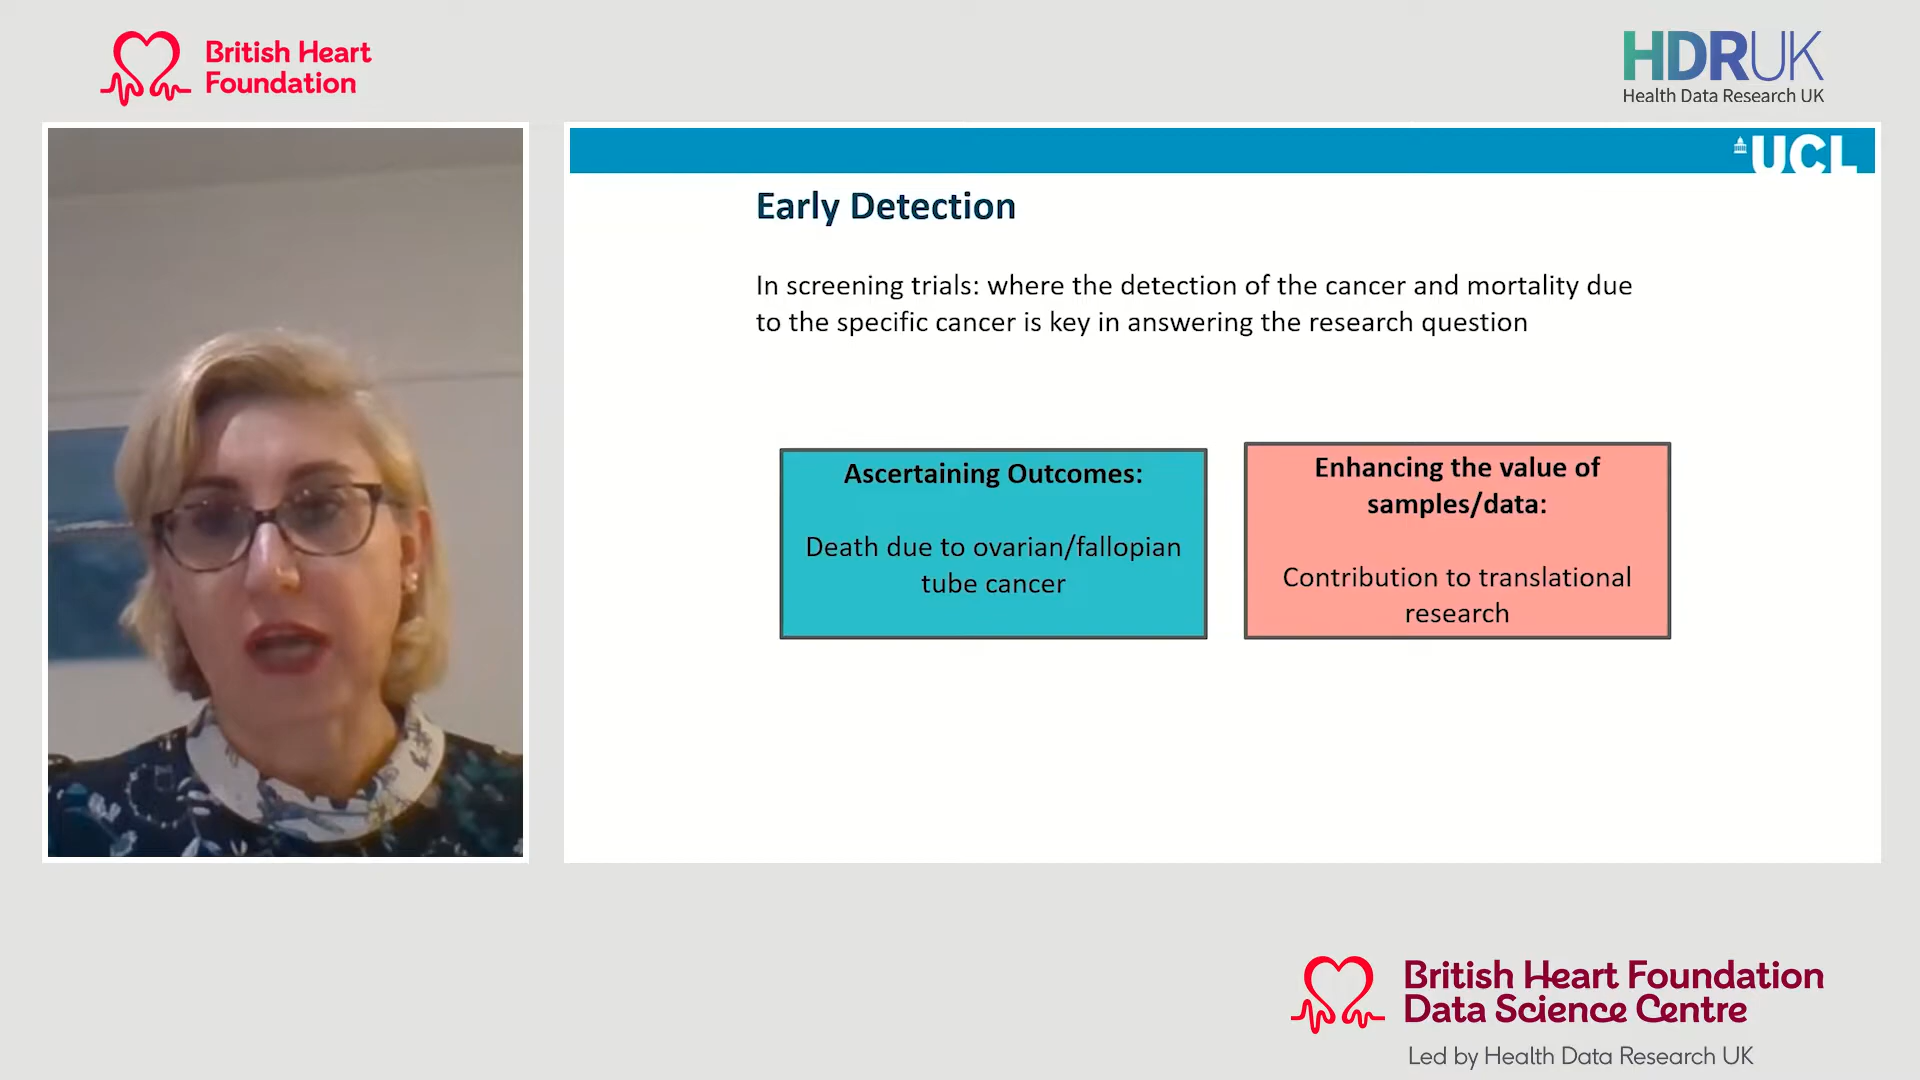 British Heart
Foundation
HDRUK
Health Data Research UK
UCL
Early Detection
In screening trials: where the detection of the cancer and mortality due
to the specific cancer is key in answering the research question
Ascertaining Outcomes:
Death due to ovarian/fallopian
tube cancer
Enhancing the value of
samples/data:
Contribution to translational
research
British Heart Foundation
Data Science Centre
Led by Health Data Research UK